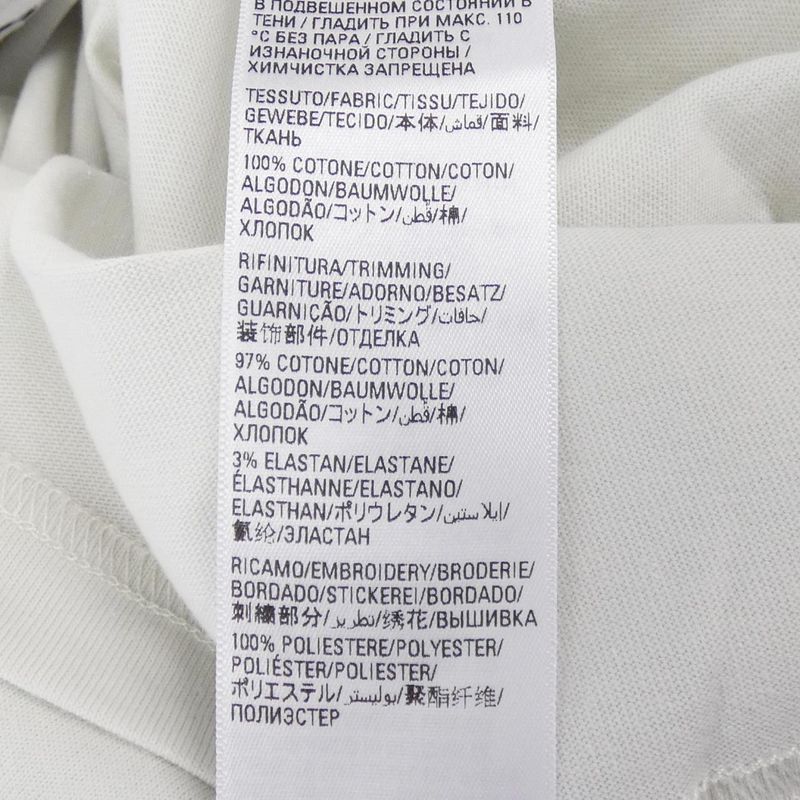 В ПОДВЕШЕННОМ СОСТОЯНИИ В
ТЕНИ / ГЛАДИТЬ ПРИ МАКС. 110
°C БЕЗ ПАРА / ГЛАДИТЬ С
ИЗНАНОЧНОЙ СТОРОНЫ /
ХИМЧИСТКА ЗАПРЕЩЕНА
TESSUTO/FABRIC/TISSU/TEJIDO/
GEWEBE/TECIDO/本体/قماش/面料/
ТКАНЬ
100% COTONE/COTTON/COTON/
ALGODON/BAUMWOLLE/
ALGODÃO/コットン/قطن/棉/
ХЛОПОК
RIFINITURA/TRIMMING/
GARNITURE/ADORNO/BESATZ/
GUARNIÇÃO/トリミング/حافات/
装饰部件/ОТДЕЛКА
97% COTONE/COTTON/COTON/
ALGODON/BAUMWOLLE/
ALGODÃO/コットン/قطن/棉/
ХЛОПОК
3% ELASTAN/ELASTANE/
ÉLASTHANNE/ELASTANO/
ELASTHAN/ポリウレタン/إيلاستين/
氨纶/ЭЛАСТАН
RICAMO/EMBROIDERY/BRODERIE/
BORDADO/STICKEREI/BORDADO/
刺繍部分/تطريز/绣花/ВЫШИВКА
100% POLIESTERE/POLYESTER/
POLIÉSTER/POLIESTER/
ポリエステル/بوليستر/聚酯纤维/
ПОЛИЭСТЕР